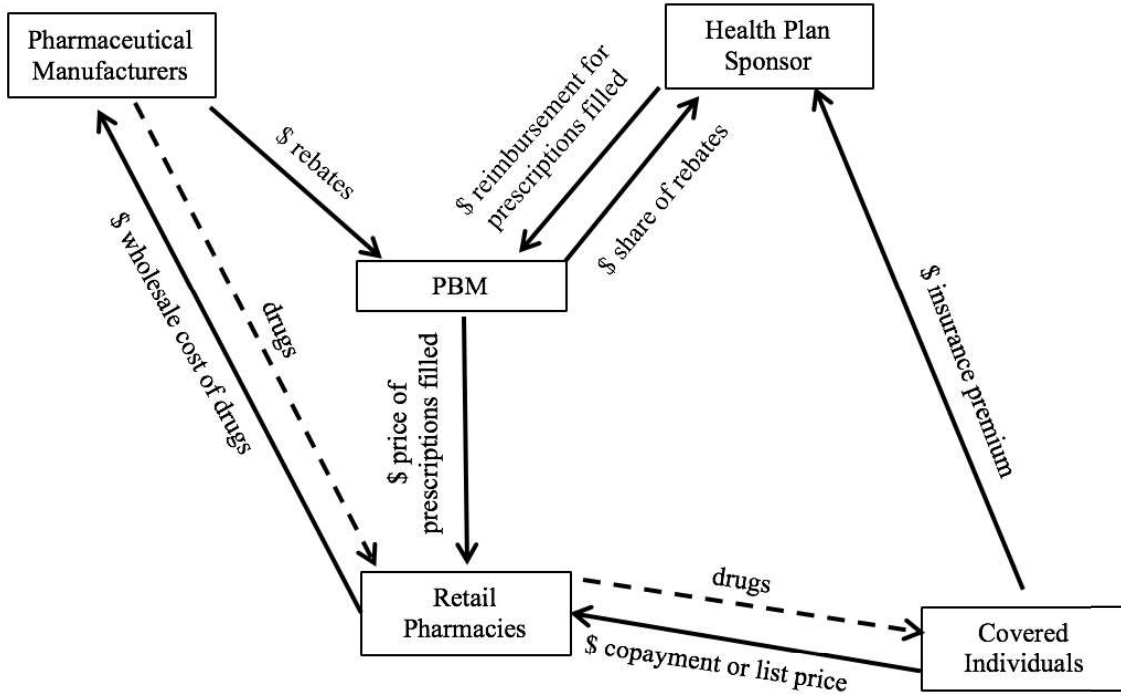 Pharmaceutical
Manufacturers
Health Plan
Sponsor
$ rebates
$ reimbursement for
prescriptions filled
$ share of rebates
PBM
$ wholesale cost of drugs
drugs
$ price of
prescriptions filled
$ insurance premium
Retail
Pharmacies
drugs
$ copayment or list price
Covered
Individuals